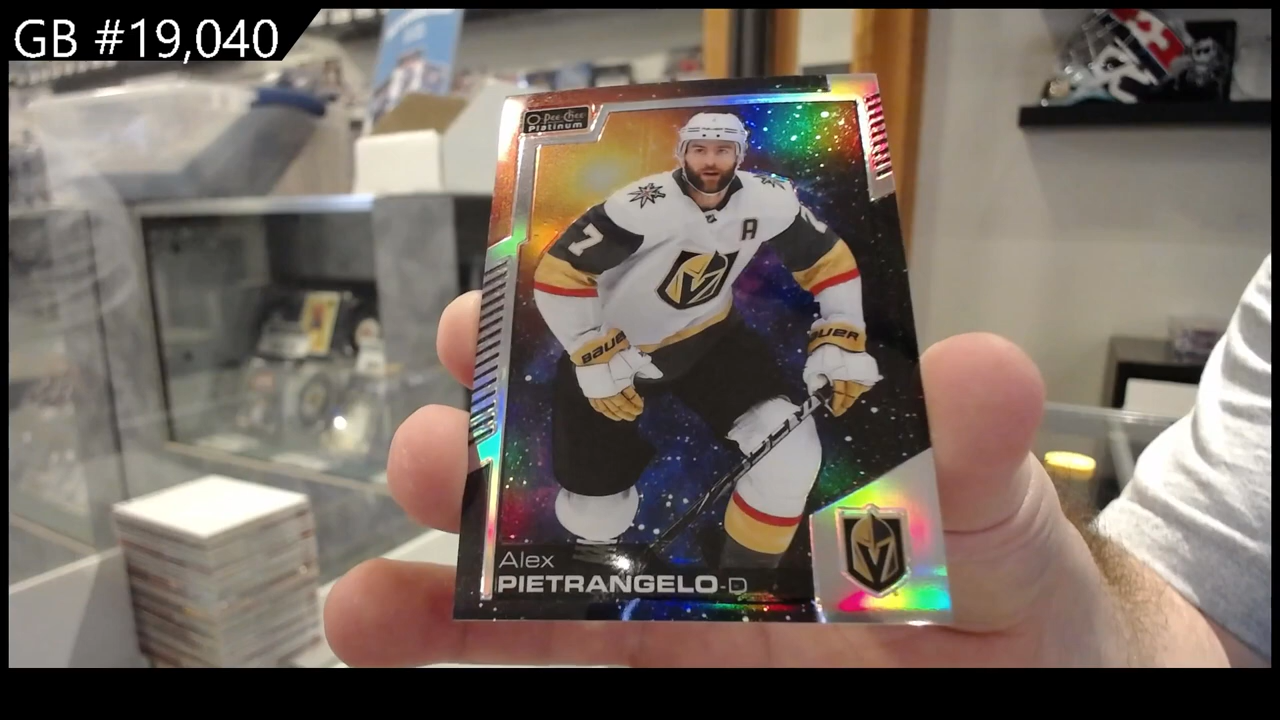 GB #19,040
O-Pee-Chee
Platinum
7
A
BAUER
BAUER
Alex
PIETRANGELO-D